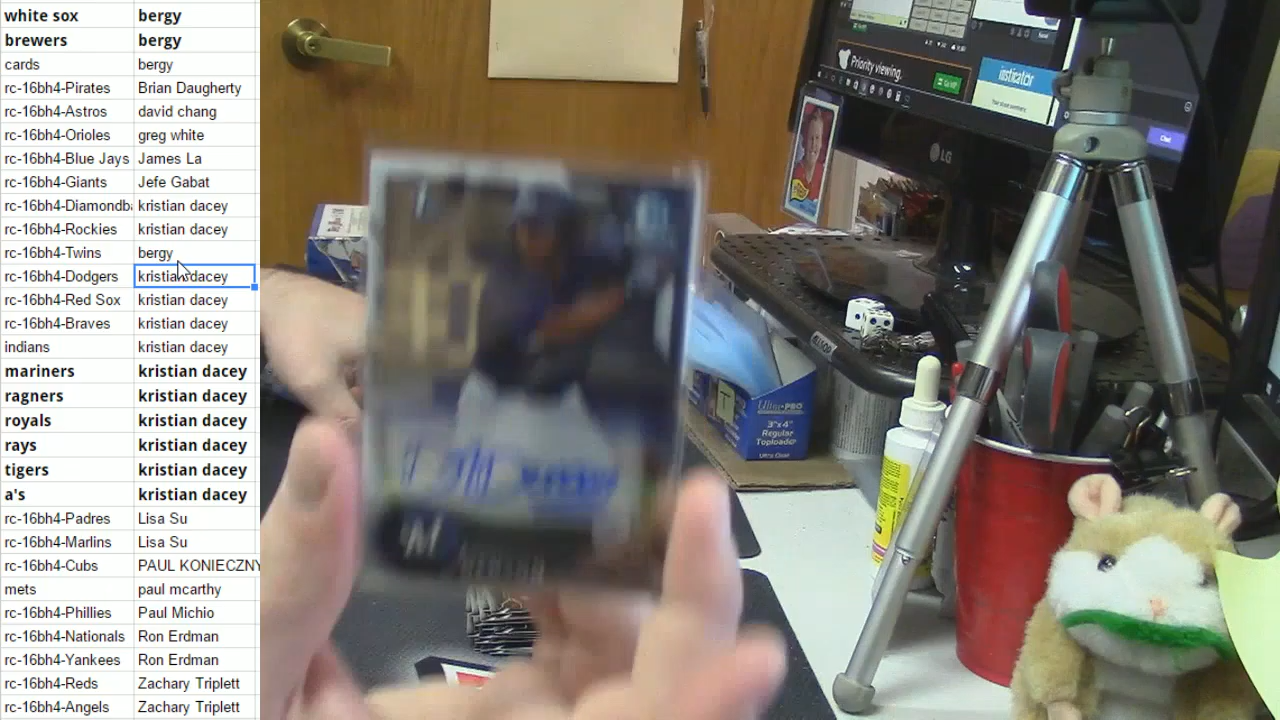 white sox bergy
brewers bergy
cards bergy
rc-16bh4-Pirates Brian Daugherty
rc-16bh4-Astros david chang
rc-16bh4-Orioles greg white
rc-16bh4-Blue Jays James La
rc-16bh4-Giants Jefe Gabat
rc-16bh4-Diamondba kristian dacey
rc-16bh4-Rockies kristian dacey
rc-16bh4-Twins bergy
rc-16bh4-Dodgers kristian dacey
rc-16bh4-Red Sox kristian dacey
rc-16bh4-Braves kristian dacey
indians kristian dacey
mariners kristian dacey
ragners kristian dacey
royals kristian dacey
rays kristian dacey
tigers kristian dacey
a's kristian dacey
rc-16bh4-Padres Lisa Su
rc-16bh4-Marlins Lisa Su
rc-16bh4-Cubs PAUL KONIECZNY
mets paul mcarthy
rc-16bh4-Phillies Paul Michio
rc-16bh4-Nationals Ron Erdman
rc-16bh4-Yankees Ron Erdman
rc-16bh4-Reds Zachary Triplett
rc-16bh4-Angels Zachary Triplett
Priority viewing.
insticator
LG
Ultra-PRO
3"x4"
Regular
Toploader
Ultra Clear